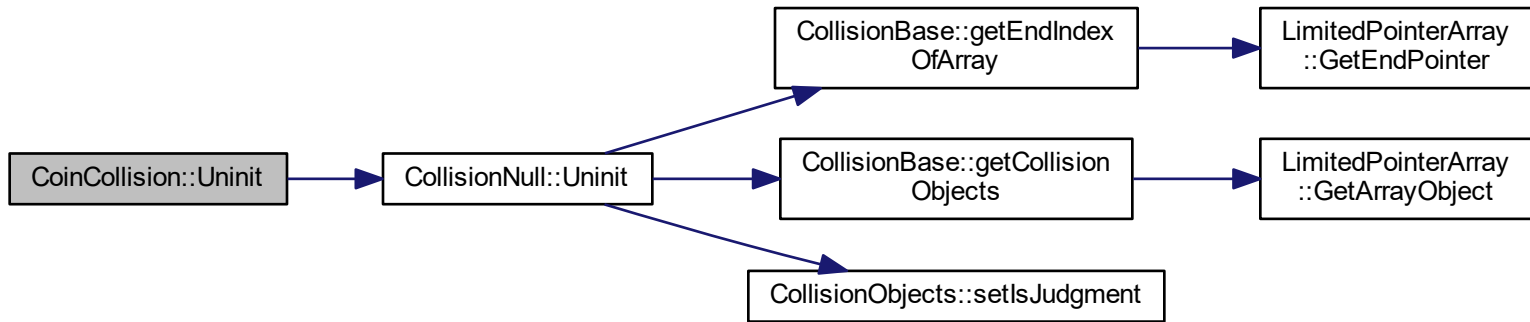 CoinCollision::Uninit
CollisionNull::Uninit
CollisionBase::getEndIndex
OfArray
LimitedPointerArray
::GetEndPointer
CollisionBase::getCollision
Objects
LimitedPointerArray
::GetArrayObject
CollisionObjects::setIsJudgment